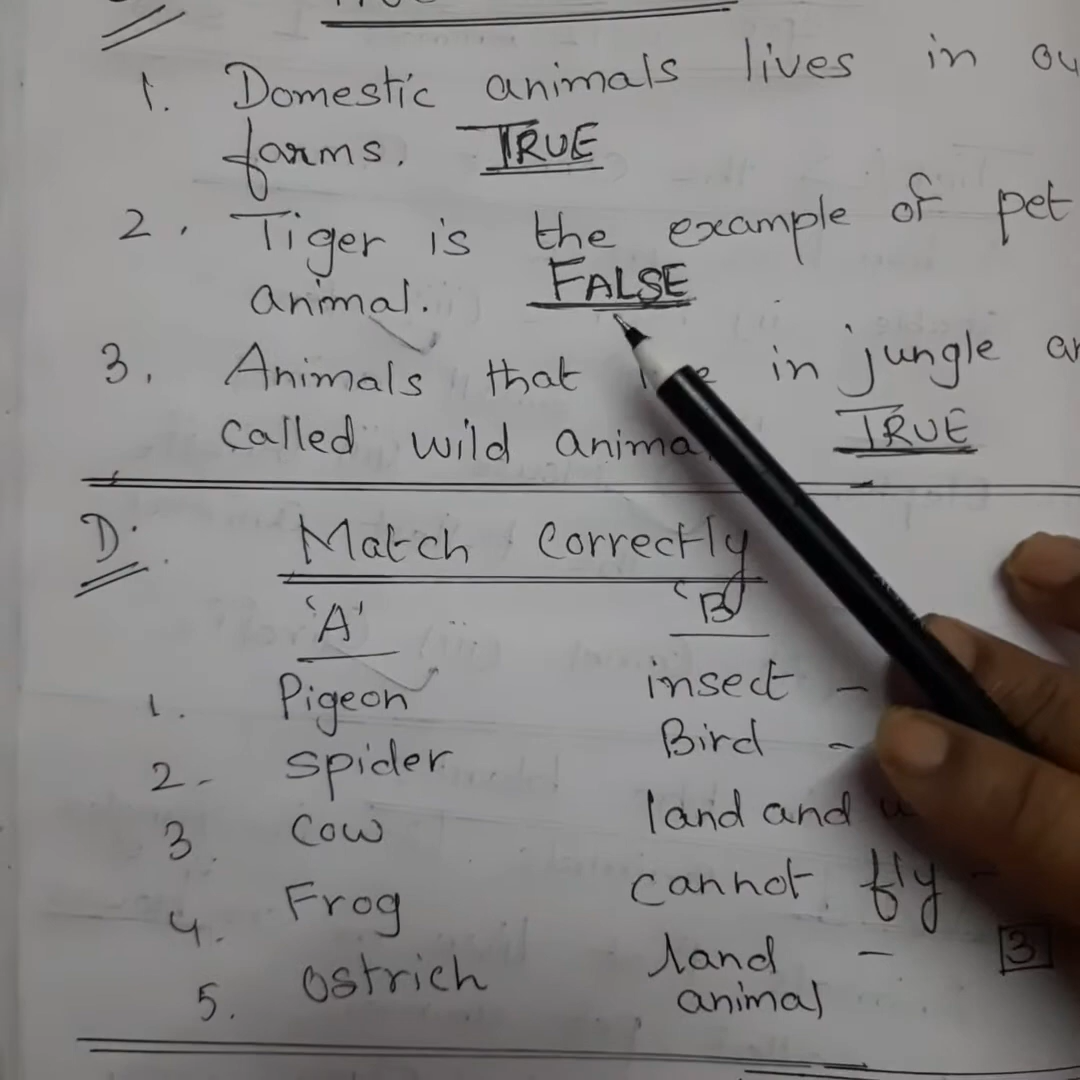 1. Domestic animals lives in
farms. TRUE
2. Tiger is the example of pet
animal. FALSE
3. Animals that in jungle
called wild TRUE
D. Match Correctly
'A' 'B'
1. Pigeon insect -
2- spider Bird -
3. Cow land and
4. Frog cannot fly -
5. Ostrich land - 3
animal